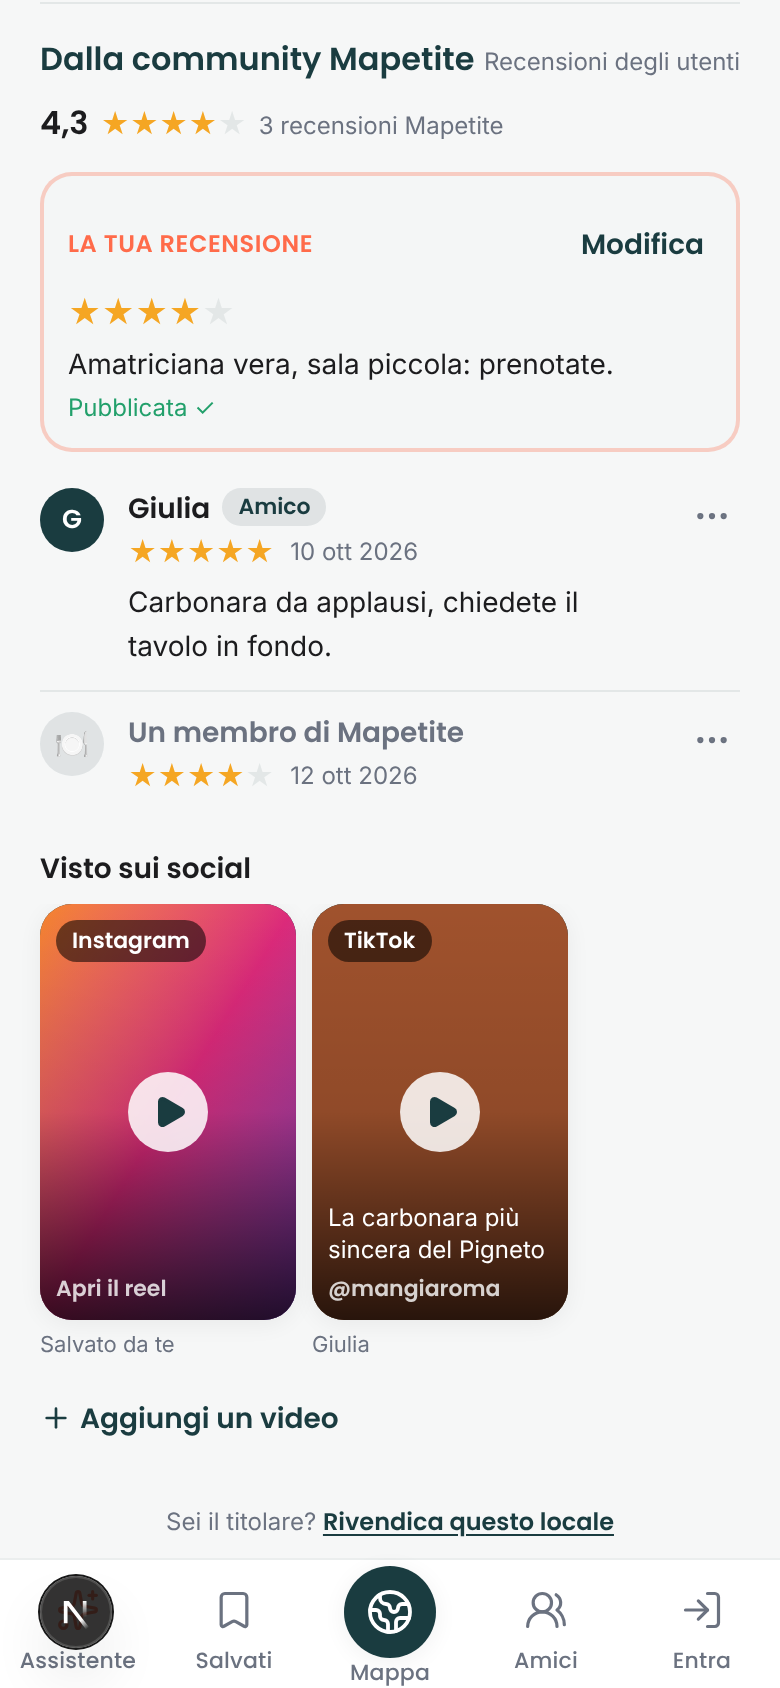 Dalla community Mapetite Recensioni degli utenti
4,3 ★★★★★ 3 recensioni Mapetite
LA TUA RECENSIONE Modifica
★★★★★
Amatriciana vera, sala piccola: prenotate.
Pubblicata ✓
G Giulia Amico ...
★★★★★ 10 ott 2026
Carbonara da applausi, chiedete il
tavolo in fondo.
Un membro di Mapetite ...
★★★★★ 12 ott 2026
Visto sui social
Instagram
Apri il reel
Salvato da te
TikTok
La carbonara più
sincera del Pigneto
@mangiaroma
Giulia
+ Aggiungi un video
Sei il titolare? Rivendica questo locale
N
Assistente Salvati Mappa Amici Entra